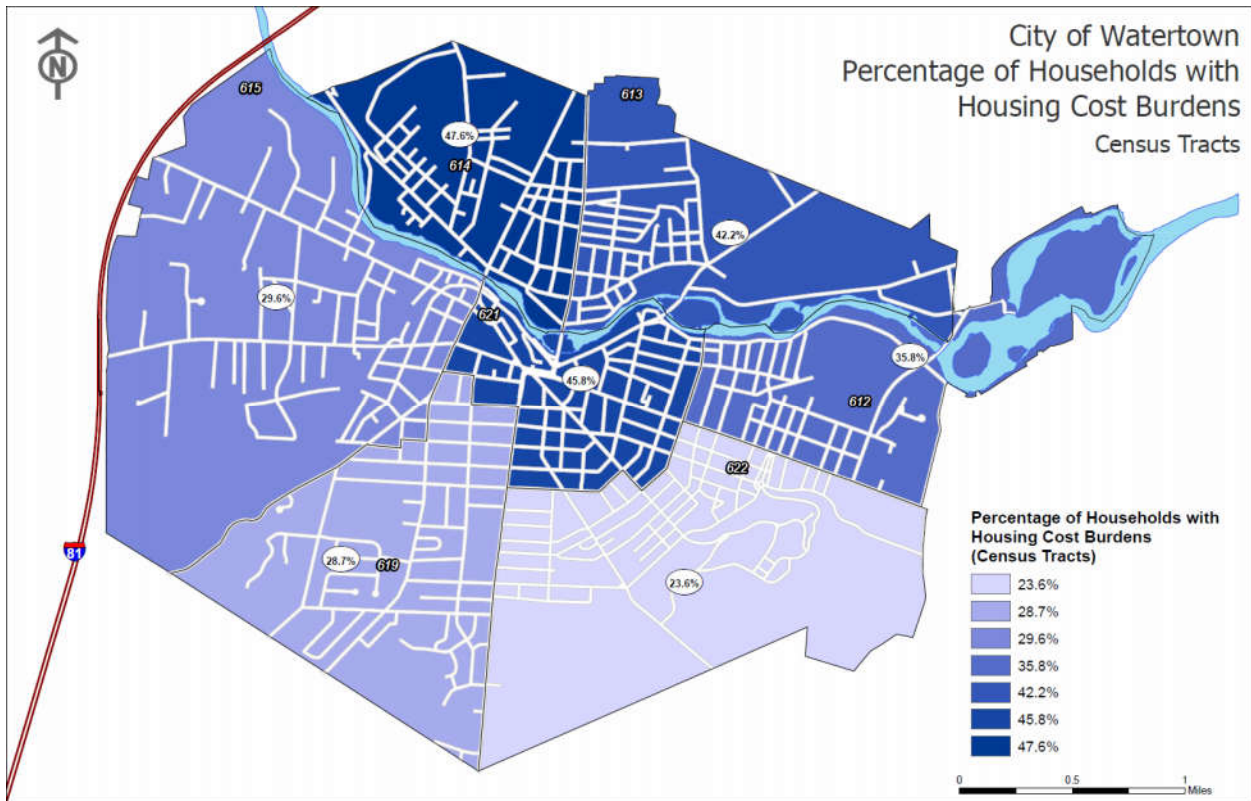 N
City of Watertown
Percentage of Households with
Housing Cost Burdens
Census Tracts
615
613
47.6%
614
42.2%
29.6%
621
35.8%
45.8%
612
622
81
28.7%
619
23.6%
Percentage of Households with
Housing Cost Burdens
(Census Tracts)
23.6%
28.7%
29.6%
35.8%
42.2%
45.8%
47.6%
0 0.5 1
Miles